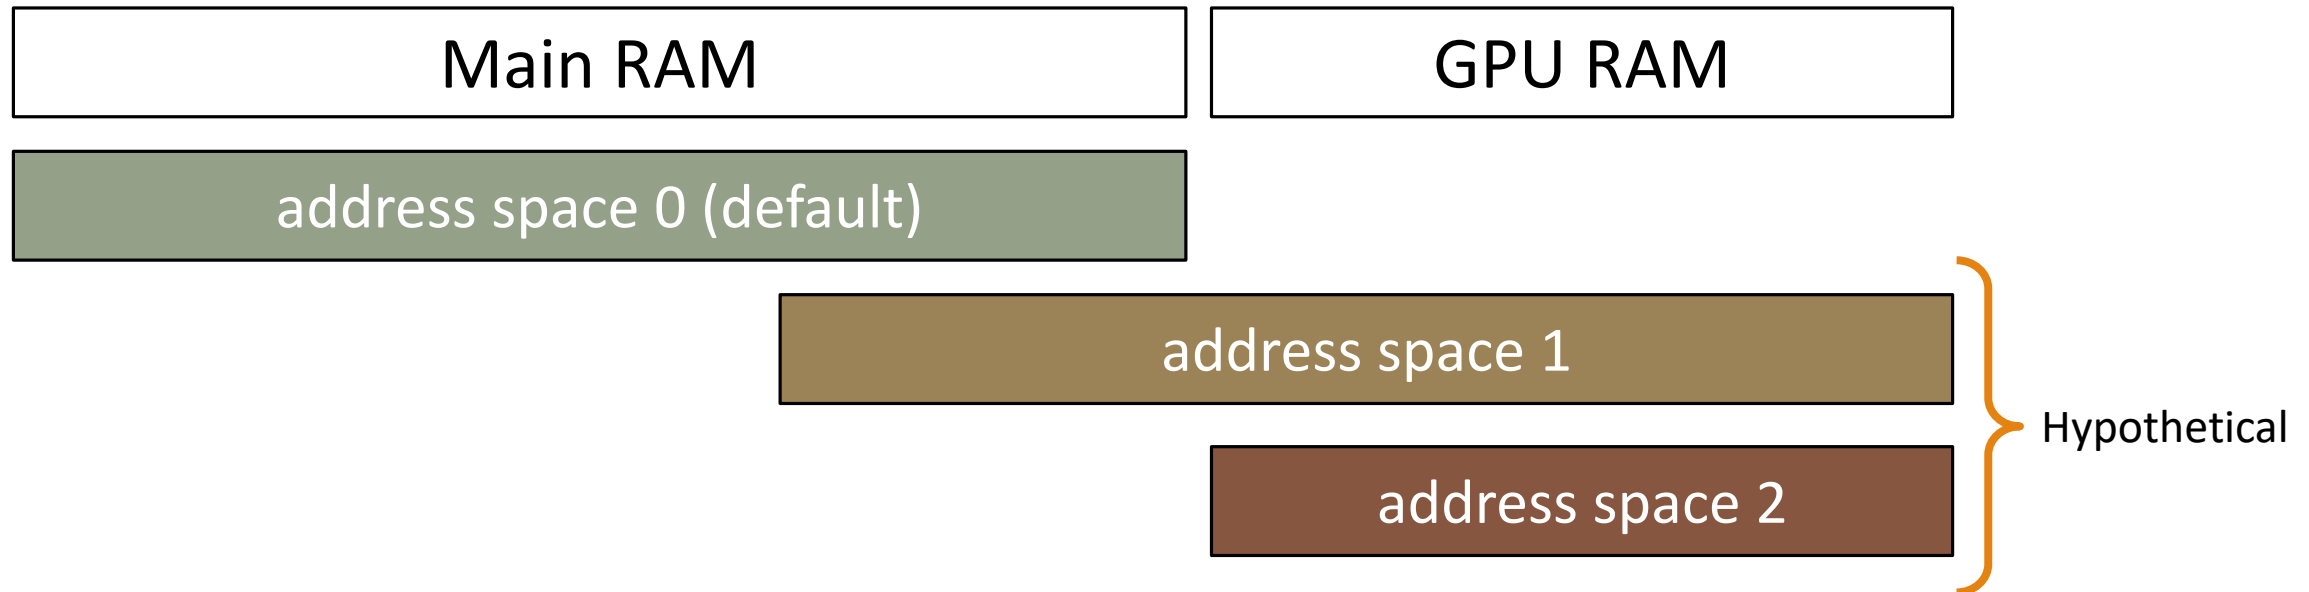 Main RAM
GPU RAM
address space 0 (default)
address space 1
Hypothetical
address space 2